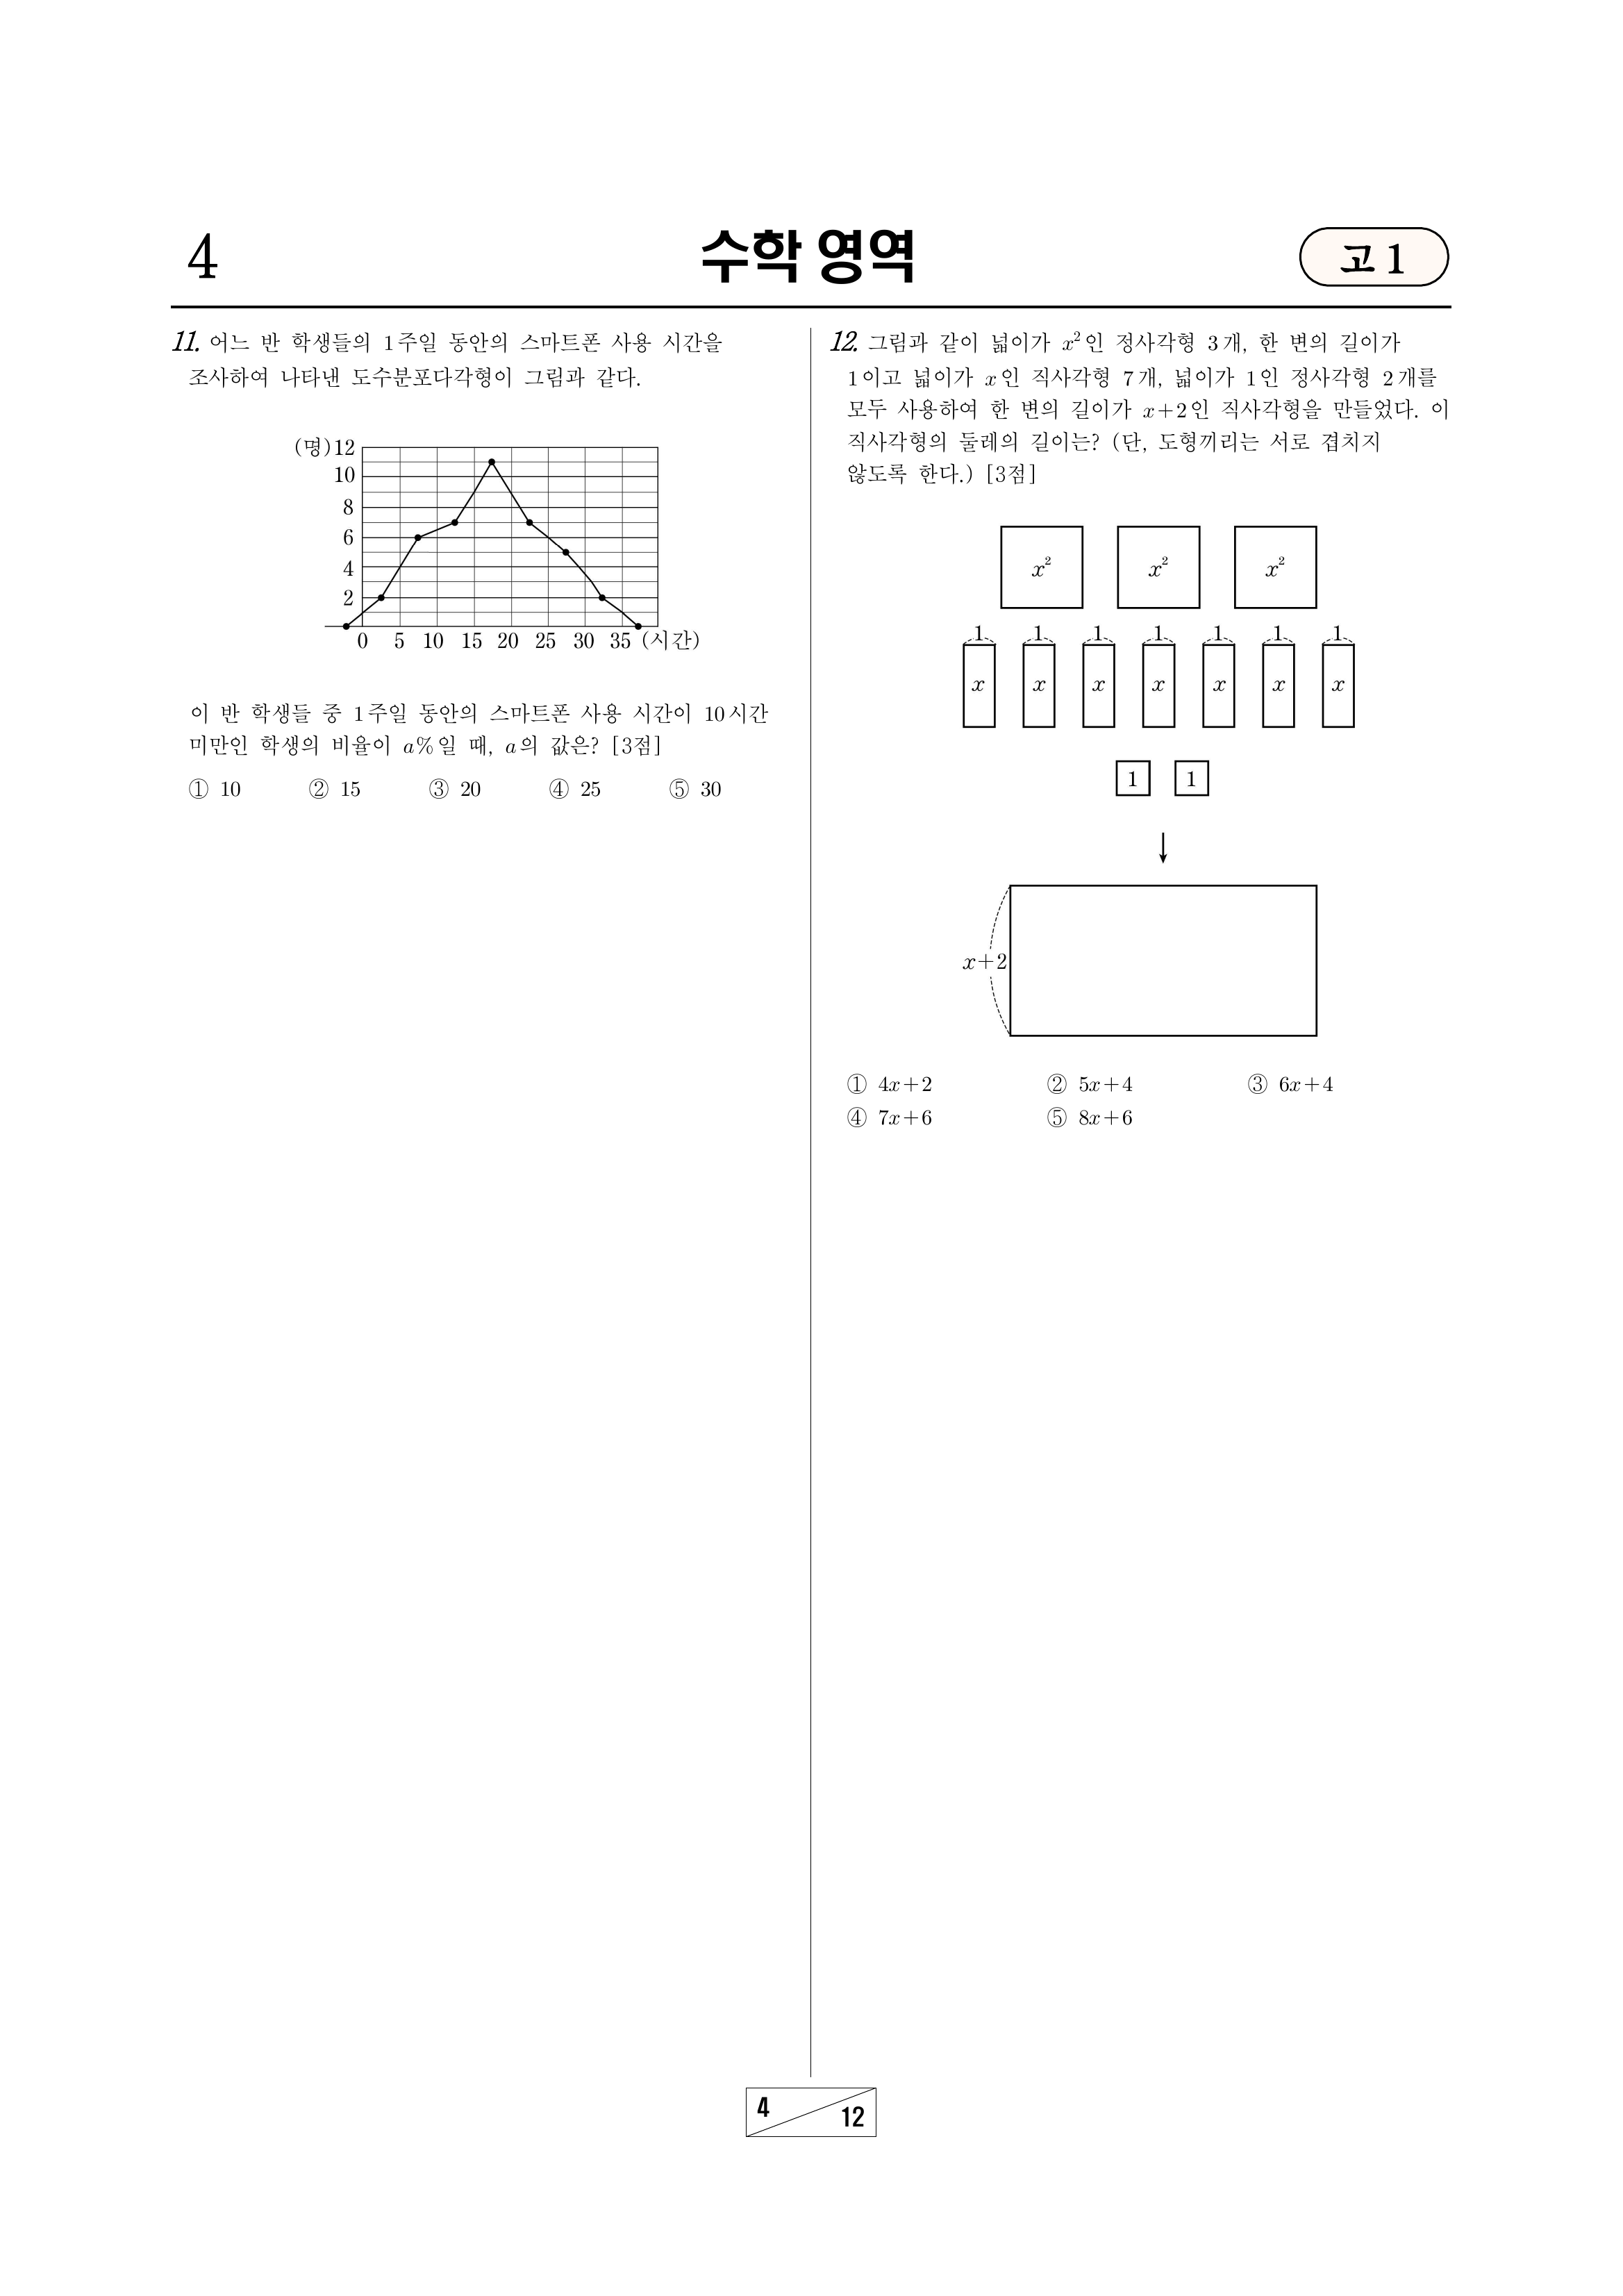 4
수학 영역
고 1
11. 어느 반 학생들의 1주일 동안의 스마트폰 사용 시간을
조사하여 나타낸 도수분포다각형이 그림과 같다.
(명) 12
10
8
6
4
2
0 5 10 15 20 25 30 35 (시간)
이 반 학생들 중 1주일 동안의 스마트폰 사용 시간이 10시간
미만인 학생의 비율이 a%일 때, a의 값은? [3점]
① 10 ② 15 ③ 20 ④ 25 ⑤ 30
12. 그림과 같이 넓이가 x²인 정사각형 3개, 한 변의 길이가
1이고 넓이가 x인 직사각형 7개, 넓이가 1인 정사각형 2개를
모두 사용하여 한 변의 길이가 x+2인 직사각형을 만들었다. 이
직사각형의 둘레의 길이는? (단, 도형끼리는 서로 겹치지
않도록 한다.) [3점]
x² x² x²
1 1 1 1 1 1 1
x x x x x x x
1 1
x+2
① 4x+2 ② 5x+4 ③ 6x+4
④ 7x+6 ⑤ 8x+6
4
12